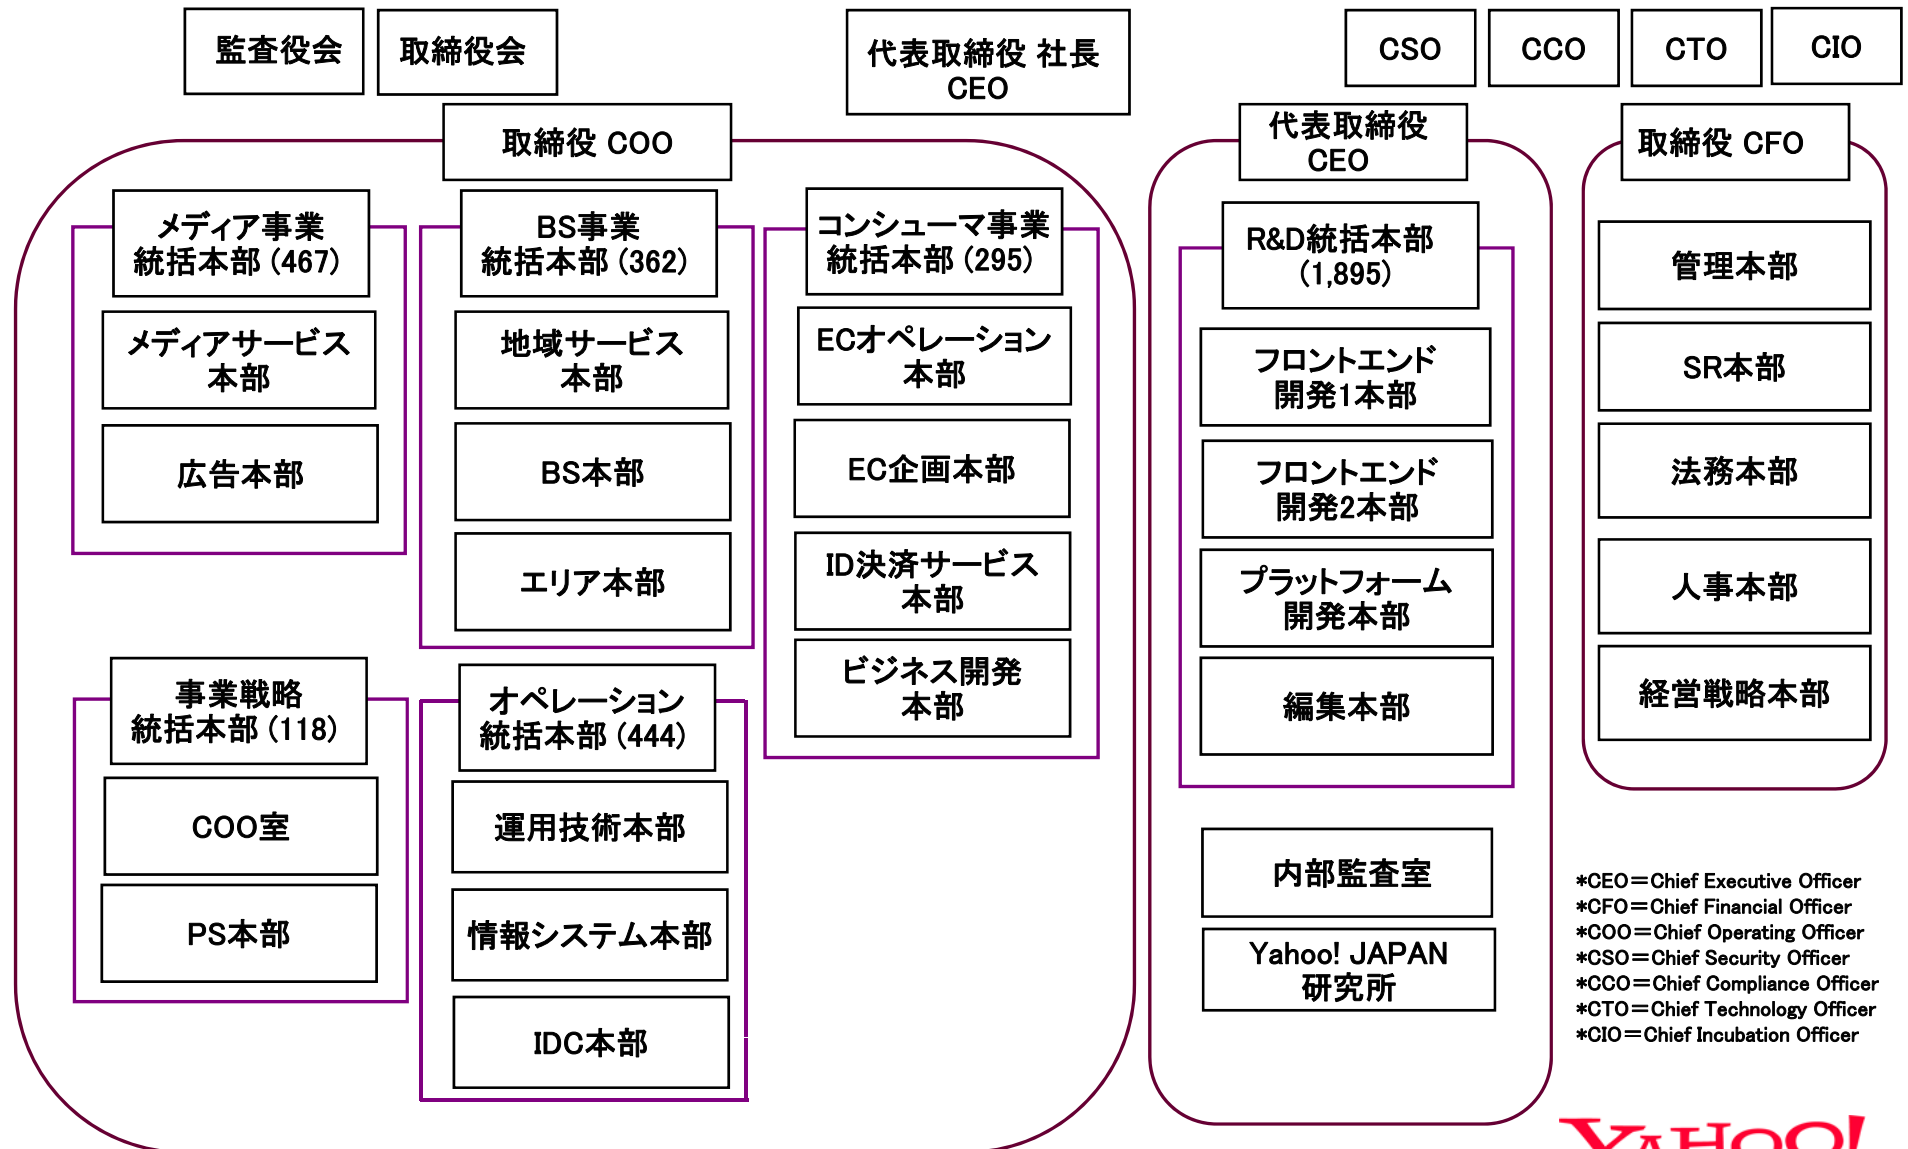 監査役会
取締役会
代表取締役 社長
CEO
CSO
CCO
CTO
CIO
取締役 COO
メディア事業
統括本部 (467)
メディアサービス
本部
広告本部
BS事業
統括本部 (362)
地域サービス
本部
BS本部
エリア本部
コンシューマ事業
統括本部 (295)
ECオペレーション
本部
EC企画本部
ID決済サービス
本部
ビジネス開発
本部
事業戦略
統括本部 (118)
COO室
PS本部
オペレーション
統括本部 (444)
運用技術本部
情報システム本部
IDC本部
代表取締役
CEO
R&D統括本部
(1,895)
フロントエンド
開発1本部
フロントエンド
開発2本部
プラットフォーム
開発本部
編集本部
内部監査室
Yahoo! JAPAN
研究所
取締役 CFO
管理本部
SR本部
法務本部
人事本部
経営戦略本部
*CEO=Chief Executive Officer
*CFO=Chief Financial Officer
*COO=Chief Operating Officer
*CSO=Chief Security Officer
*CCO=Chief Compliance Officer
*CTO=Chief Technology Officer
*CIO=Chief Incubation Officer
YAHOO!